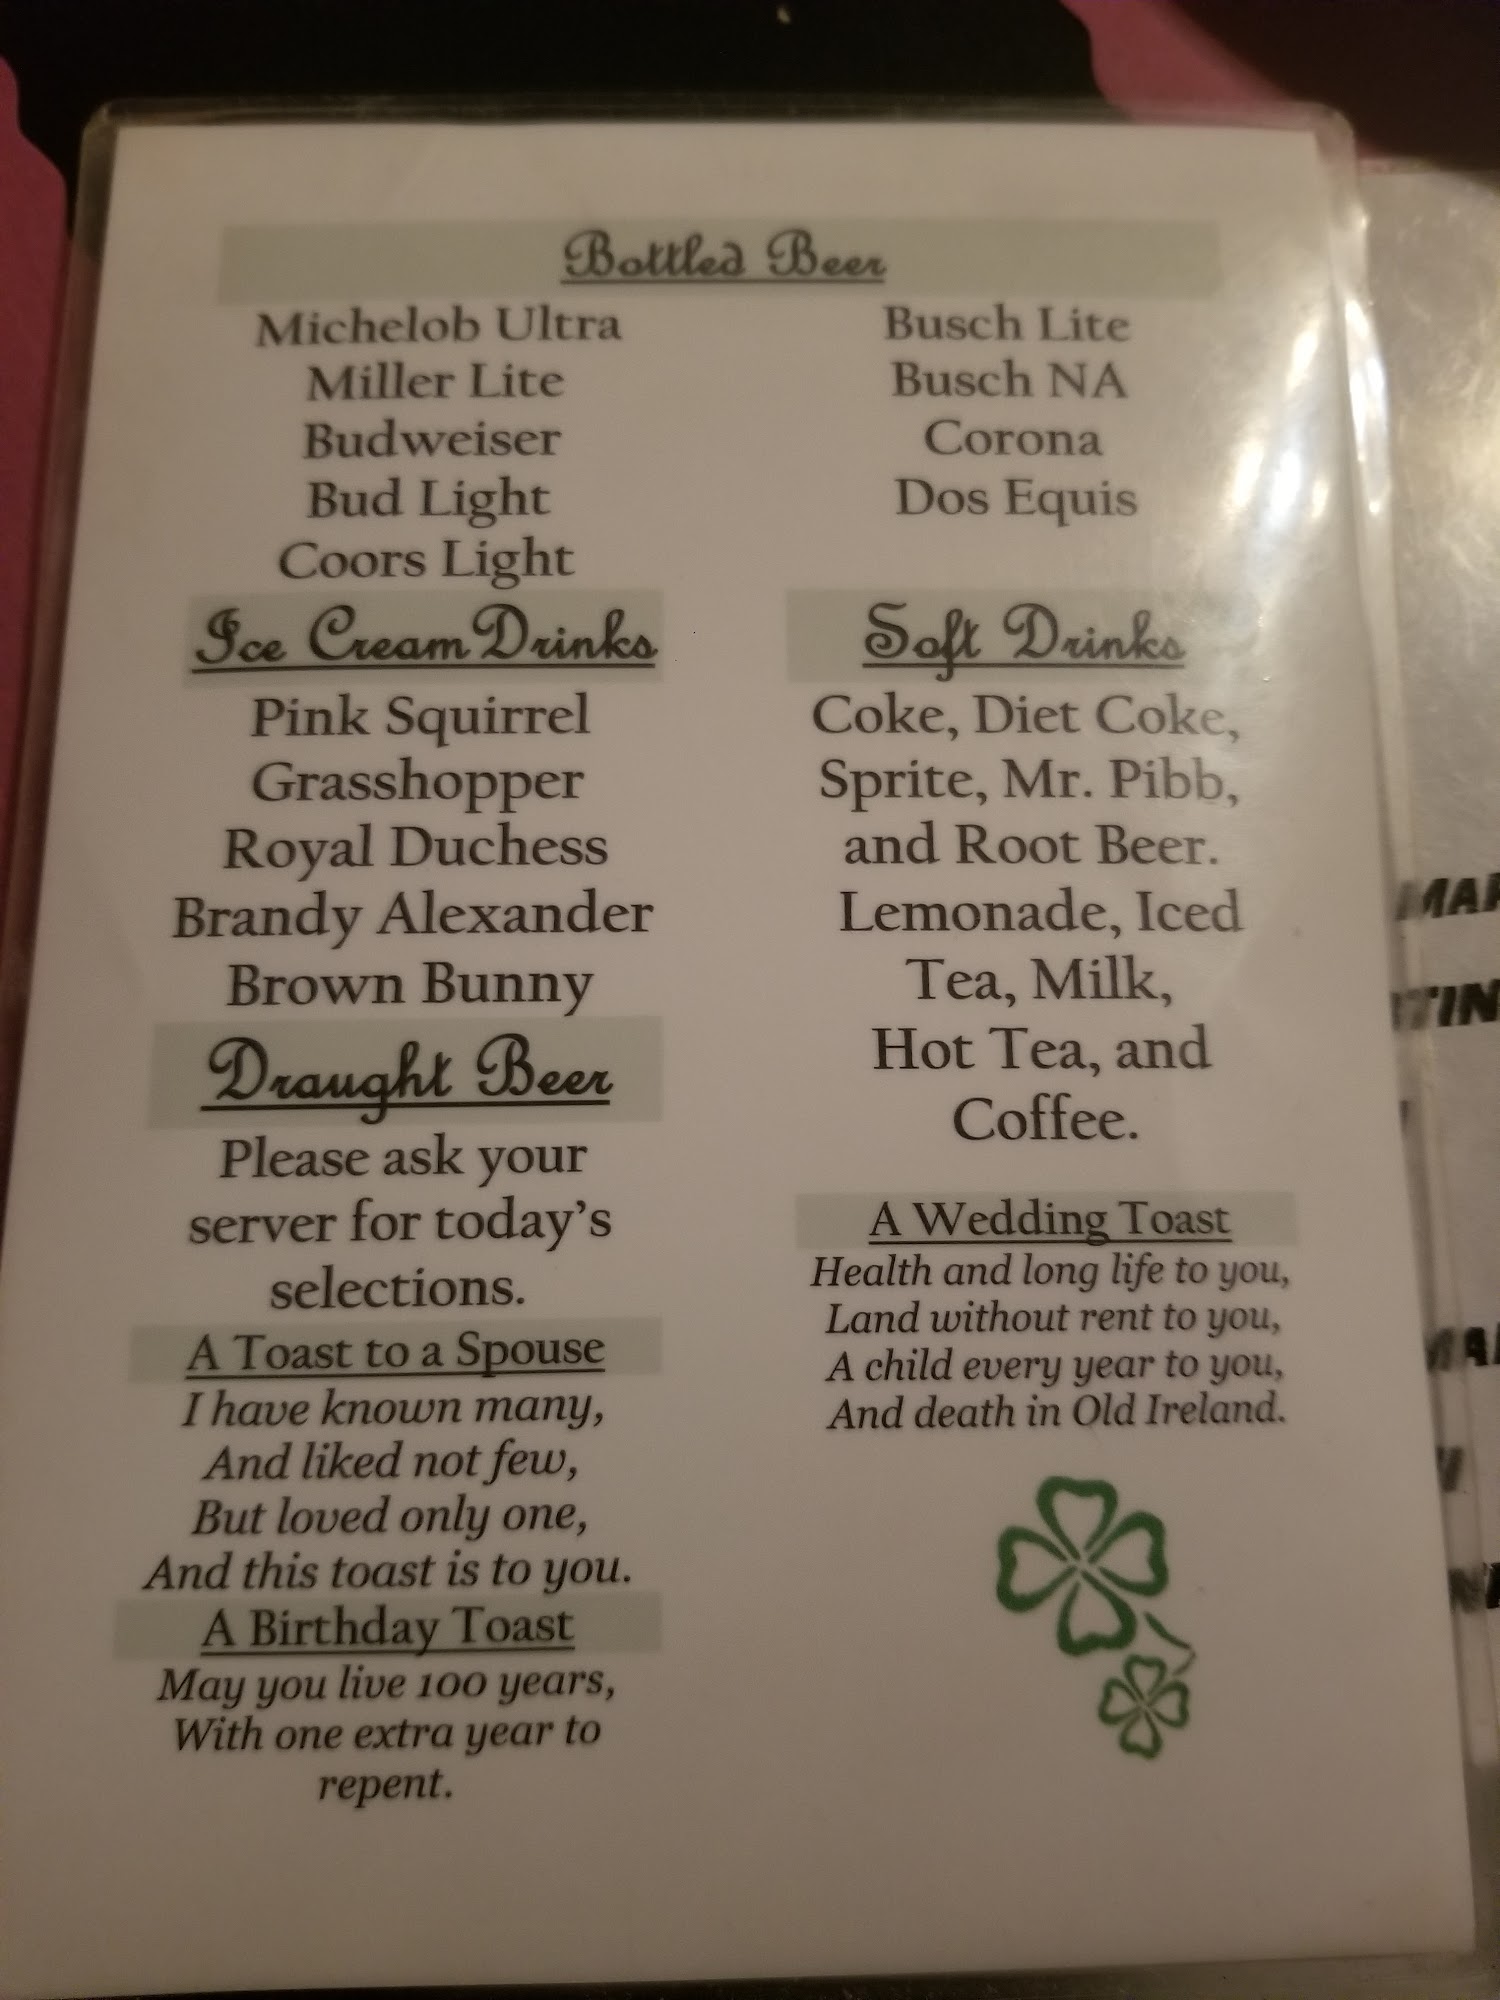 Bottled Beer
Michelob Ultra
Miller Lite
Budweiser
Bud Light
Coors Light
Busch Lite
Busch NA
Corona
Dos Equis
Ice Cream Drinks
Pink Squirrel
Grasshopper
Royal Duchess
Brandy Alexander
Brown Bunny
Draught Beer
Please ask your
server for today's
selections.
A Toast to a Spouse
I have known many,
And liked not few,
But loved only one,
And this toast is to you.
A Birthday Toast
May you live 100 years,
With one extra year to
repent.
Soft Drinks
Coke, Diet Coke,
Sprite, Mr. Pibb,
and Root Beer.
Lemonade, Iced
Tea, Milk,
Hot Tea, and
Coffee.
A Wedding Toast
Health and long life to you,
Land without rent to you,
A child every year to you,
And death in Old Ireland.